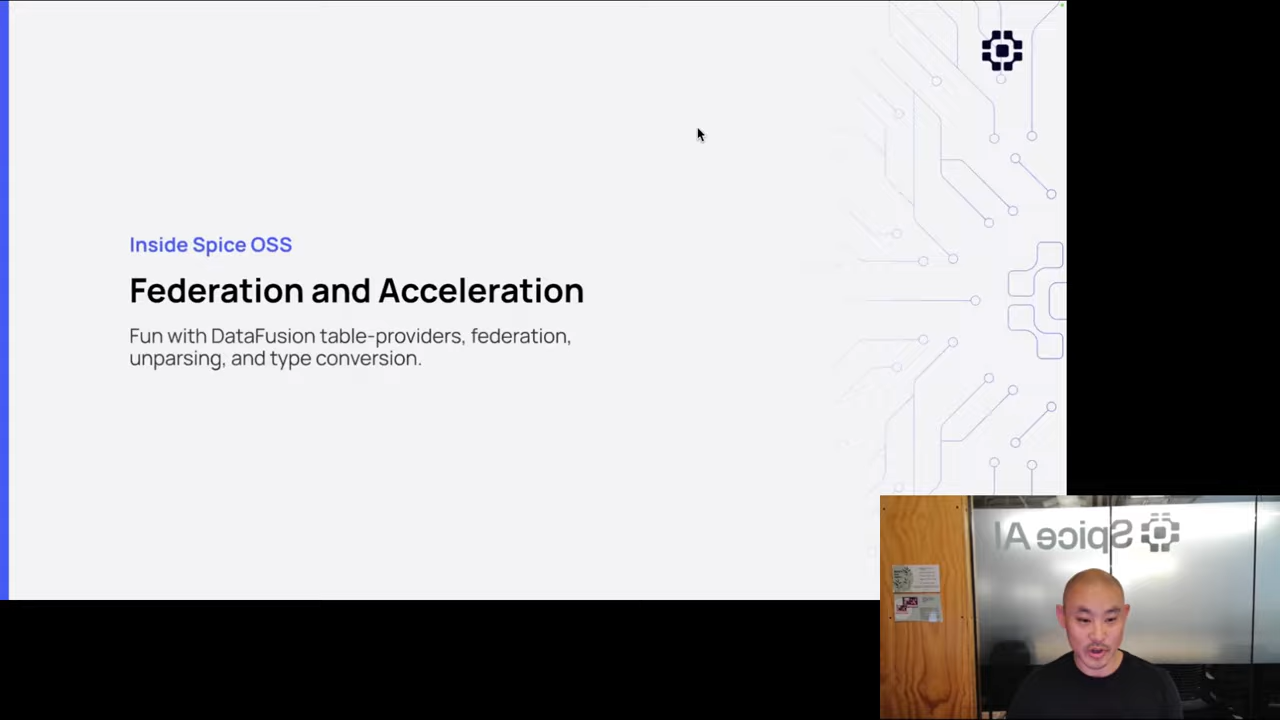 Inside Spice OSS
Federation and Acceleration
Fun with DataFusion table-providers, federation,
unparsing, and type conversion.
Spice AI